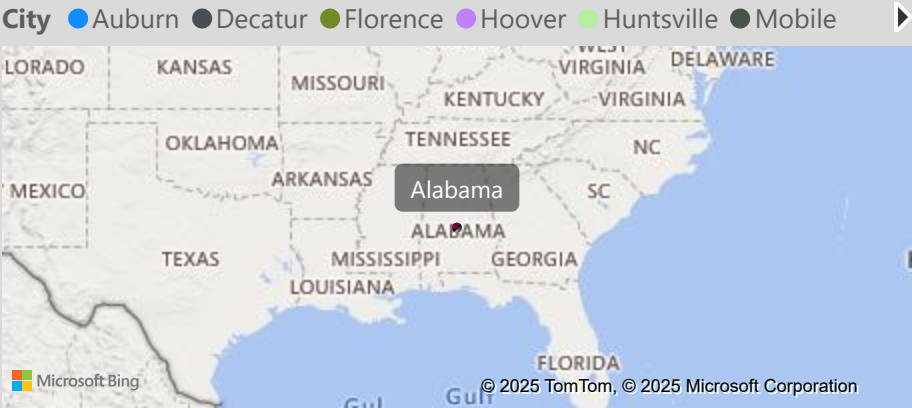 City Auburn Decatur Florence Hoover Huntsville Mobile
WEST
VIRGINIA
DELAWARE
LORADO
KANSAS
MISSOURI
KENTUCKY
VIRGINIA
OKLAHOMA
TENNESSEE
NC
ARKANSAS
MEXICO
Alabama
SC
ALABAMA
TEXAS
MISSISSIPPI
GEORGIA
LOUISIANA
FLORIDA
Microsoft Bing
© 2025 TomTom, © 2025 Microsoft Corporation
Gulf